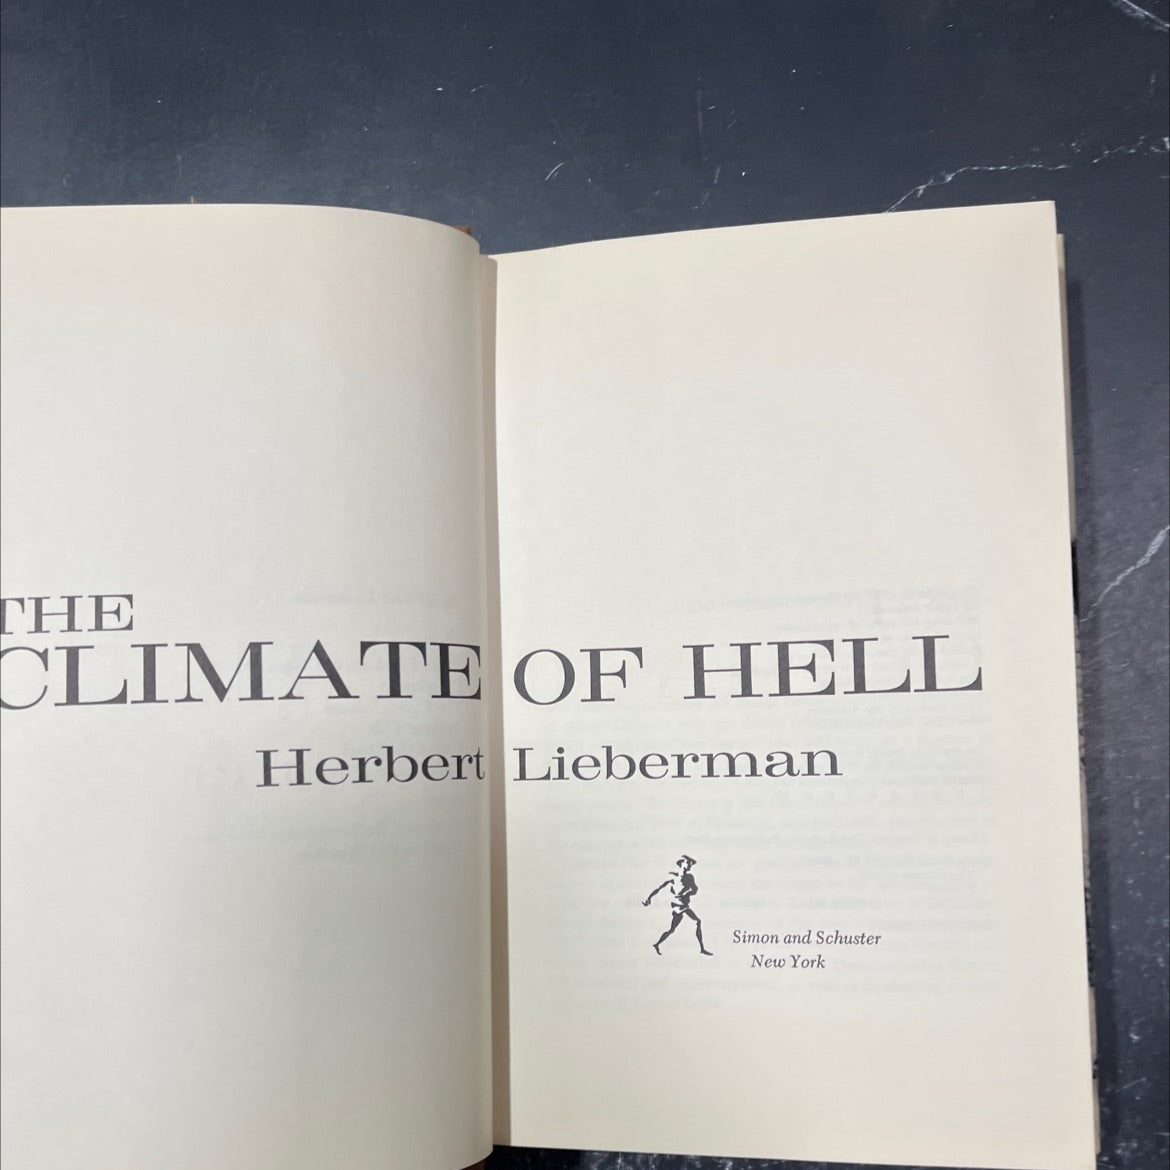 THE
CLIMATE OF HELL
Herbert Lieberman
Simon and Schuster
New York